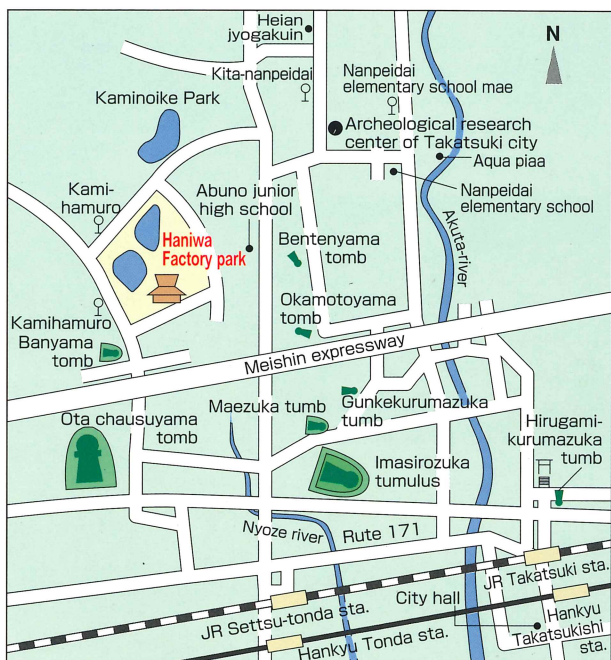 Heian
jyogakuin
N
Kita-nanpeidai
Nanpeidai
elementary school mae
Kaminoike Park
Archeological research
center of Takatsuki city
Aqua piaa
Kami-
hamuro
Abuno junior
high school
Nanpeidai
elementary school
Haniwa
Factory park
Bentenyama
tomb
Akuta-river
Okamotoyama
tomb
Kamihamuro
Banyama
tomb
Meishin expressway
Ota chausuyama
tomb
Maezuka tumb
Gunkekurumazuka
tumb
Hirugami-
kurumazuka
tumb
Imasirozuka
tumulus
Nyoze river
Rute 171
JR Takatsuki sta.
City hall
JR Settsu-tonda sta.
Hankyu Tonda sta.
Hankyu
Takatsukishi
sta.